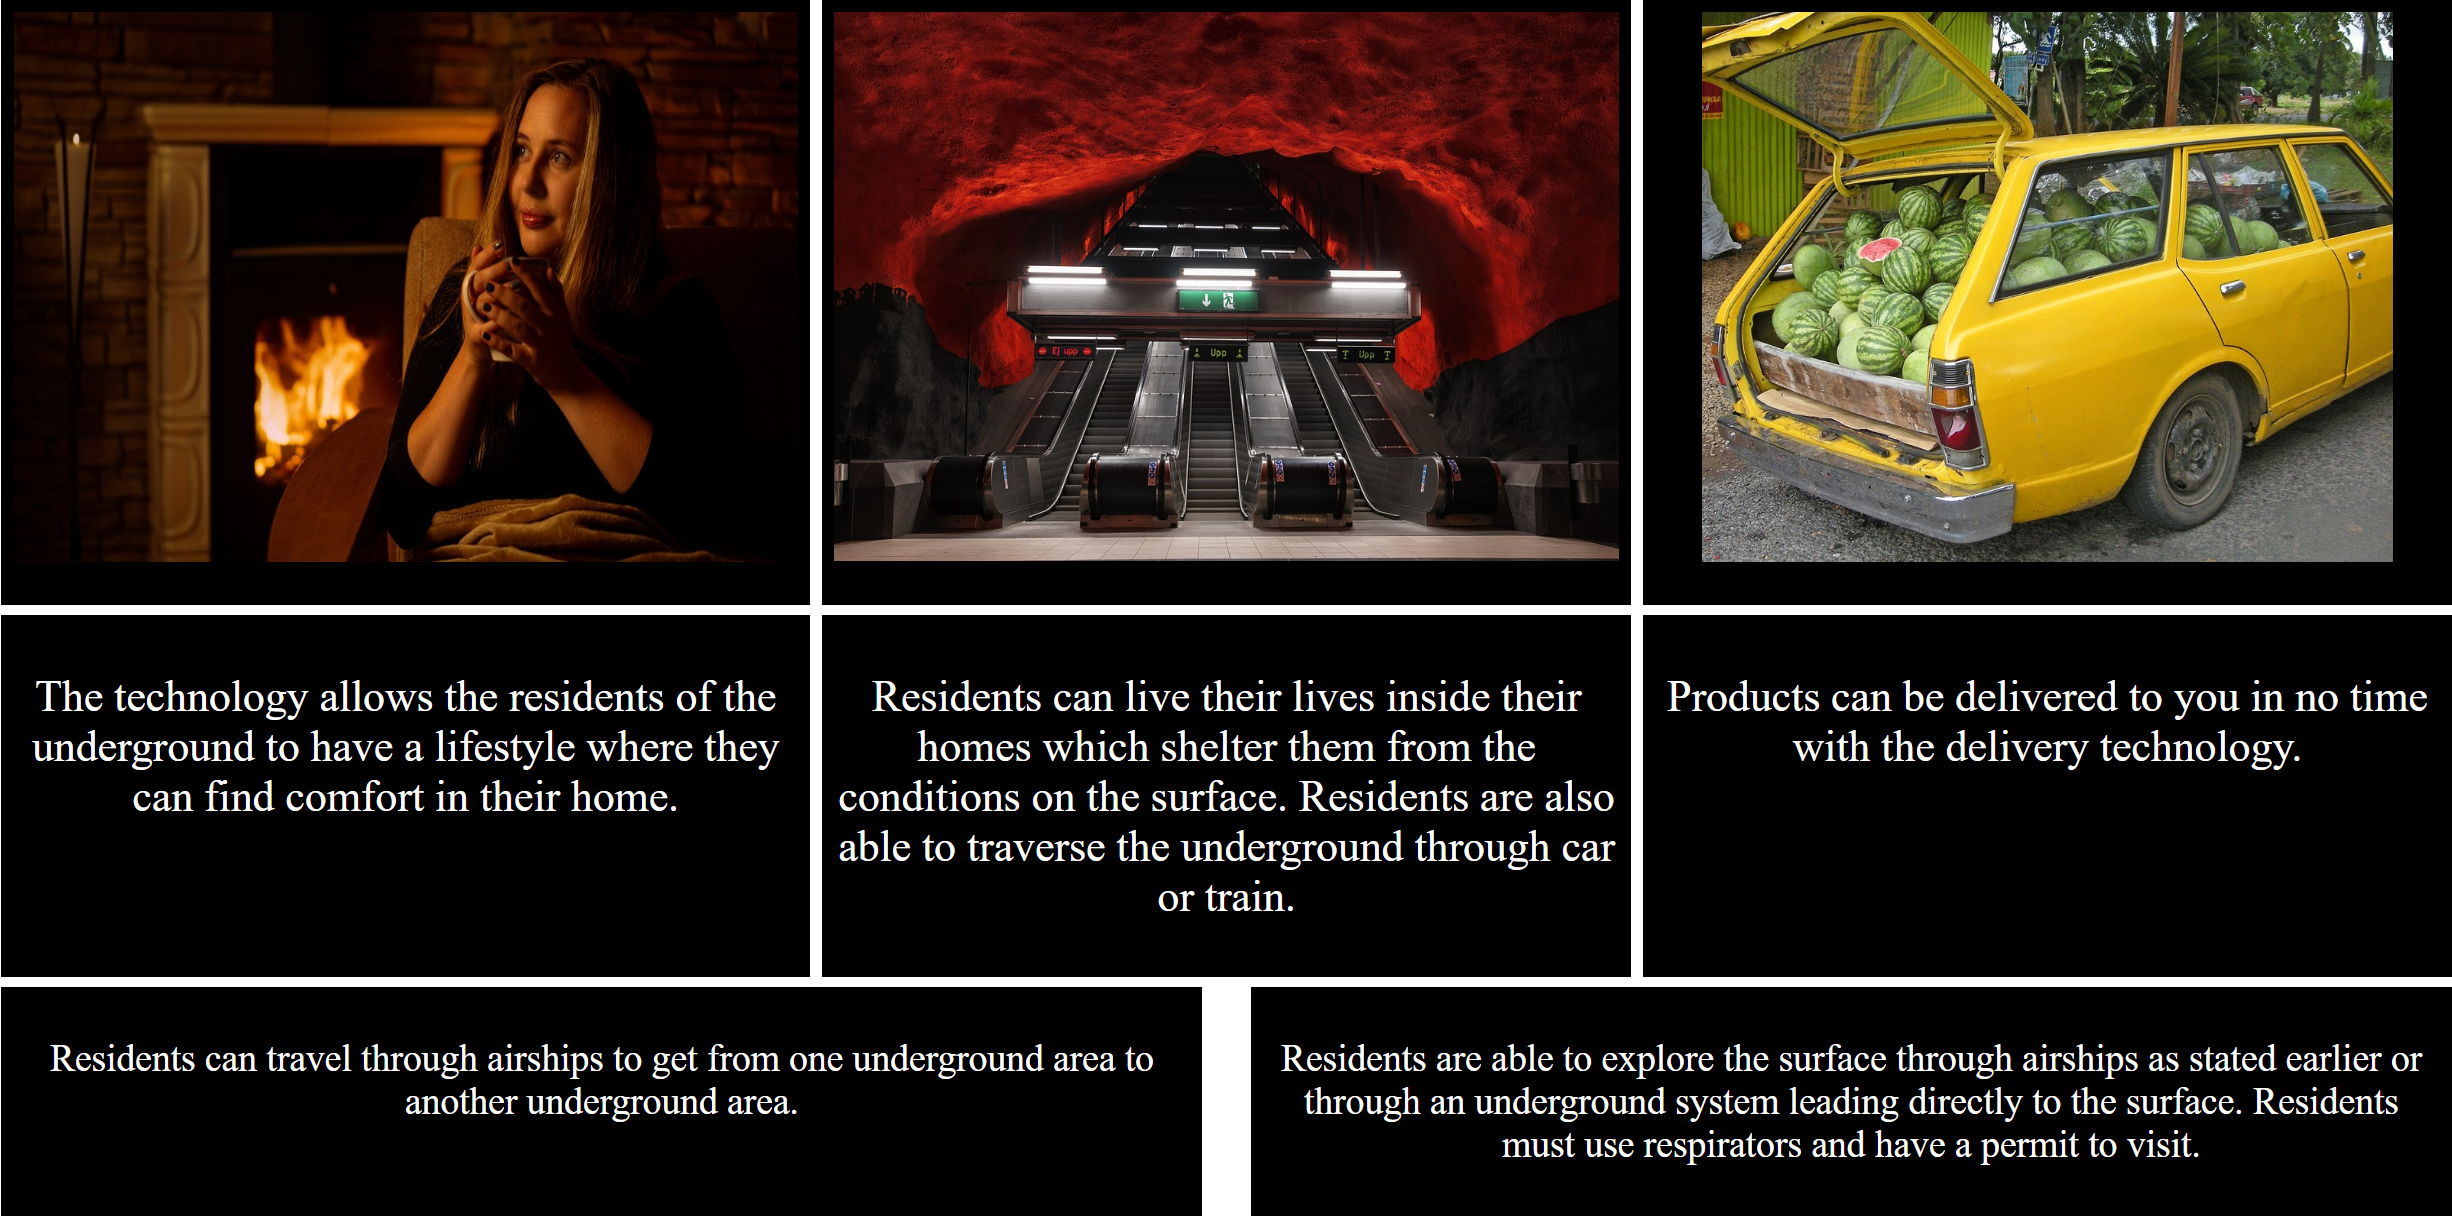 Ej upp
Upp
Upp
The technology allows the residents of the
underground to have a lifestyle where they
can find comfort in their home.
Residents can live their lives inside their
homes which shelter them from the
conditions on the surface. Residents are also
able to traverse the underground through car
or train.
Products can be delivered to you in no time
with the delivery technology.
Residents can travel through airships to get from one underground area to
another underground area.
Residents are able to explore the surface through airships as stated earlier or
through an underground system leading directly to the surface. Residents
must use respirators and have a permit to visit.